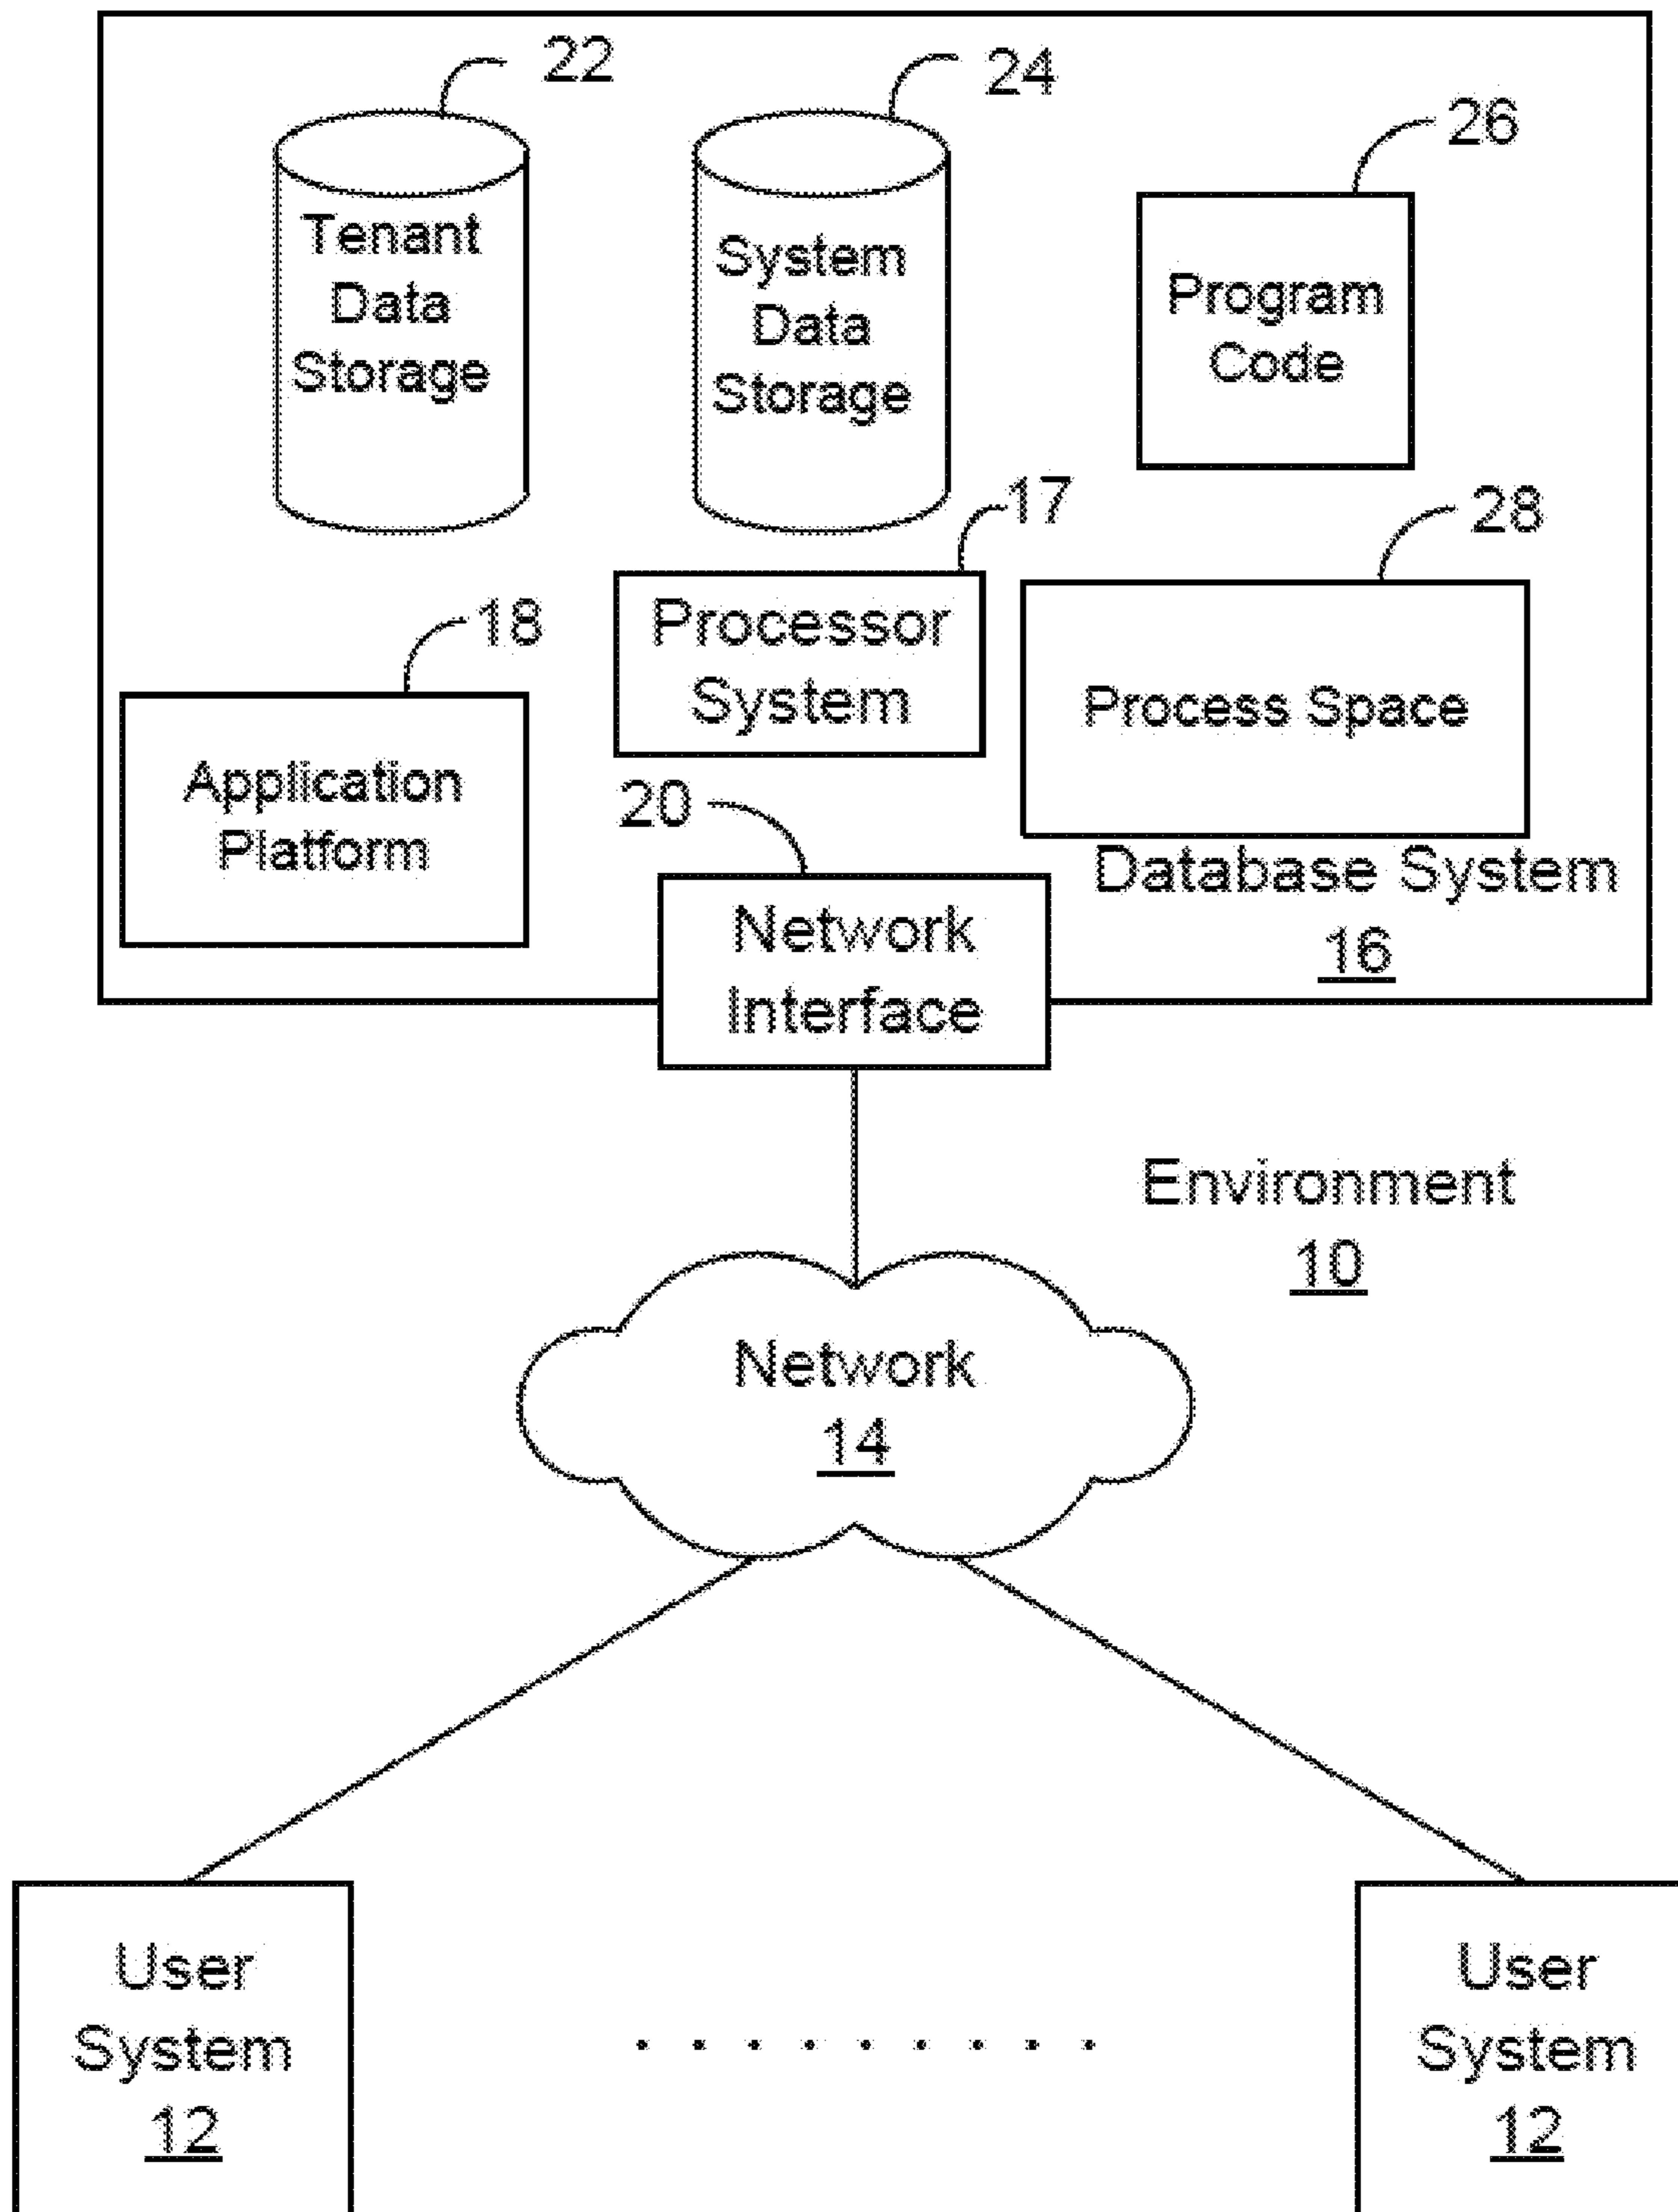 22
24
26
Tenant
Data
Storage
System
Data
Storage
Program
Code
17
28
18
Processor
System
Process Space
Application
Platform
20
Database System
16
Network
Interface
Environment
10
Network
14
User
System
12
User
System
12